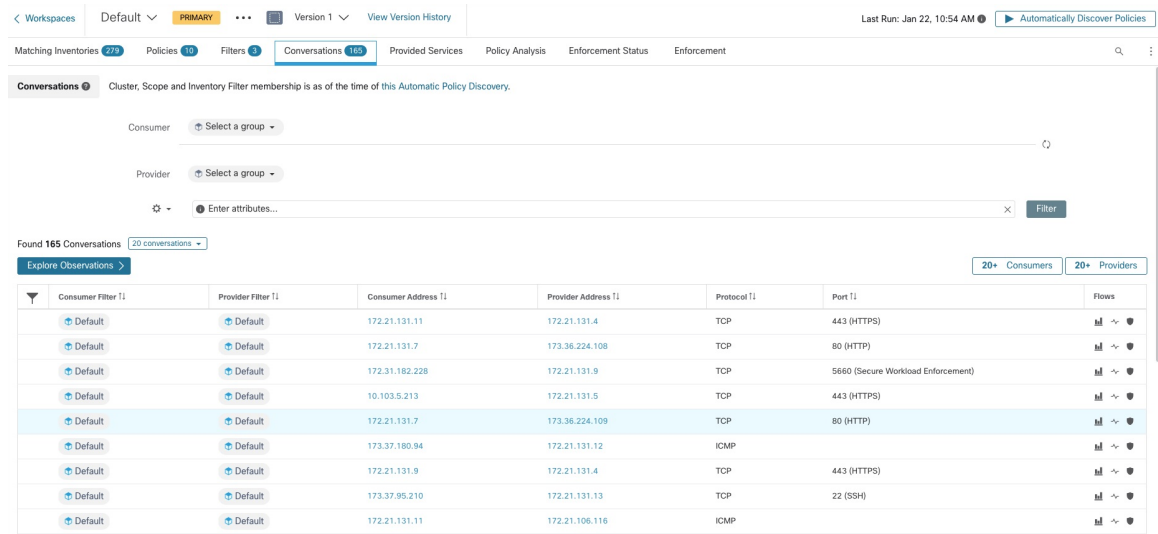 Workspaces Default PRIMARY Version 1 View Version History Last Run: Jan 22, 10:54 AM Automatically Discover Policies
Matching Inventories 279 Policies 10 Filters 3 Conversations 165 Provided Services Policy Analysis Enforcement Status Enforcement
Conversations Cluster, Scope and Inventory Filter membership is as of the time of this Automatic Policy Discovery.
Consumer Select a group
Provider Select a group
Enter attributes... Filter
Found 165 Conversations 20 conversations
Explore Observations 20+ Consumers 20+ Providers
Consumer Filter Provider Filter Consumer Address Provider Address Protocol Port Flows
Default Default 172.21.131.11 172.21.131.4 TCP 443 (HTTPS)
Default Default 172.21.131.7 173.36.224.108 TCP 80 (HTTP)
Default Default 172.31.182.228 172.21.131.9 TCP 5660 (Secure Workload Enforcement)
Default Default 10.103.5.213 172.21.131.5 TCP 443 (HTTPS)
Default Default 172.21.131.7 173.36.224.109 TCP 80 (HTTP)
Default Default 173.37.180.94 172.21.131.12 ICMP
Default Default 172.21.131.9 172.21.131.4 TCP 443 (HTTPS)
Default Default 173.37.95.210 172.21.131.13 TCP 22 (SSH)
Default Default 172.21.131.11 172.21.106.116 ICMP